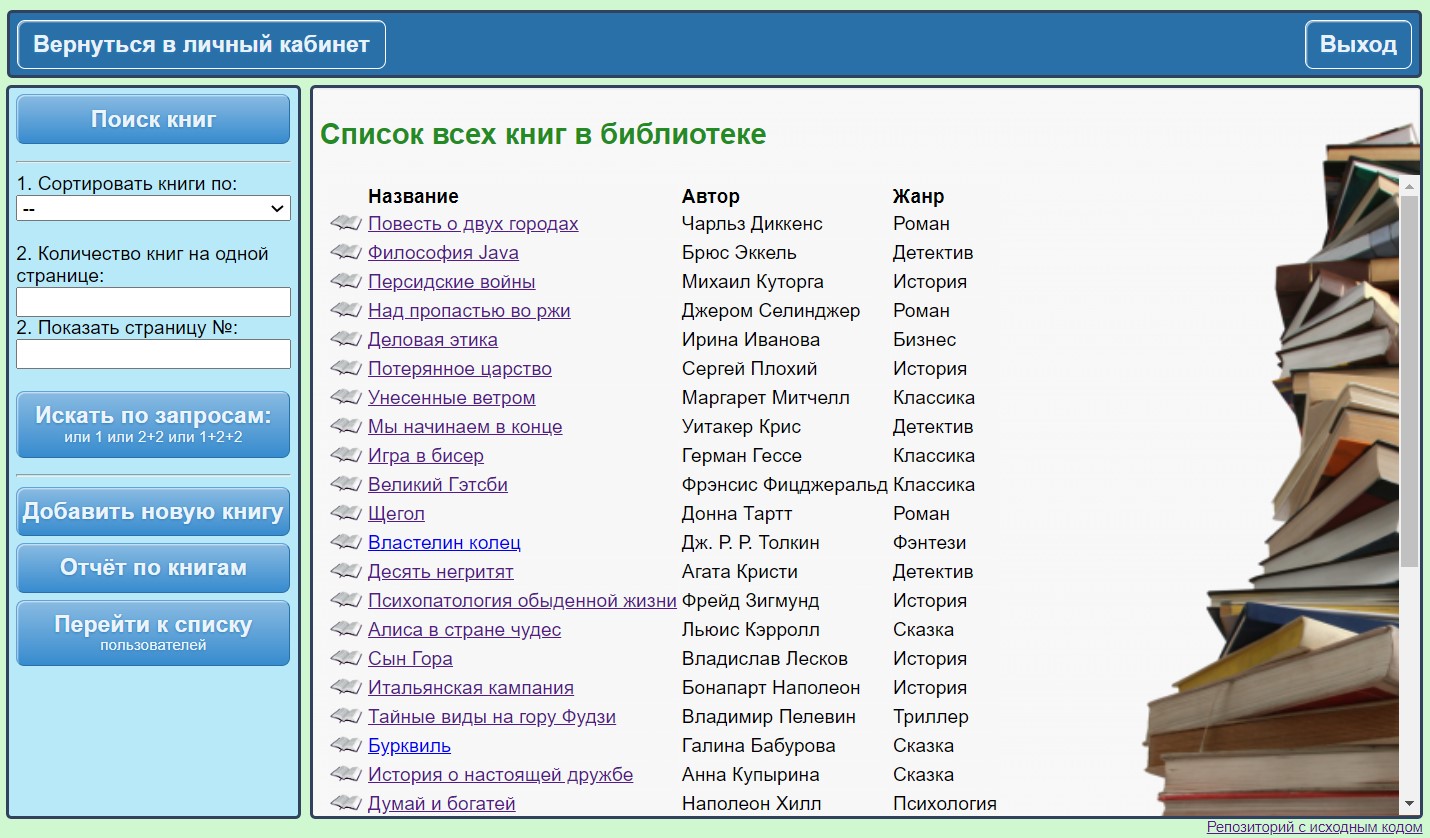 Вернуться в личный кабинет
Выход
Поиск книг
1. Сортировать книги по:
--
2. Количество книг на одной
странице:
2. Показать страницу №:
Искать по запросам:
или 1 или 2+2 или 1+2+2
Добавить новую книгу
Отчёт по книгам
Перейти к списку
пользователей
Список всех книг в библиотеке
Название Автор Жанр
Повесть о двух городах Чарльз Диккенс Роман
Философия Java Брюс Эккель Детектив
Персидские войны Михаил Куторга История
Над пропастью во ржи Джером Селинджер Роман
Деловая этика Ирина Иванова Бизнес
Потерянное царство Сергей Плохий История
Унесенные ветром Маргарет Митчелл Классика
Мы начинаем в конце Уитакер Крис Детектив
Игра в бисер Герман Гессе Классика
Великий Гэтсби Фрэнсис Фицджеральд Классика
Щегол Донна Тартт Роман
Властелин колец Дж. Р. Р. Толкин Фэнтези
Десять негритят Агата Кристи Детектив
Психопатология обыденной жизни Фрейд Зигмунд История
Алиса в стране чудес Льюис Кэрролл Сказка
Сын Гора Владислав Лесков История
Итальянская кампания Бонапарт Наполеон История
Тайные виды на гору Фудзи Владимир Пелевин Триллер
Бурквиль Галина Бабурова Сказка
История о настоящей дружбе Анна Купырина Сказка
Думай и богатей Наполеон Хилл Психология
Репозиторий с исходным кодом